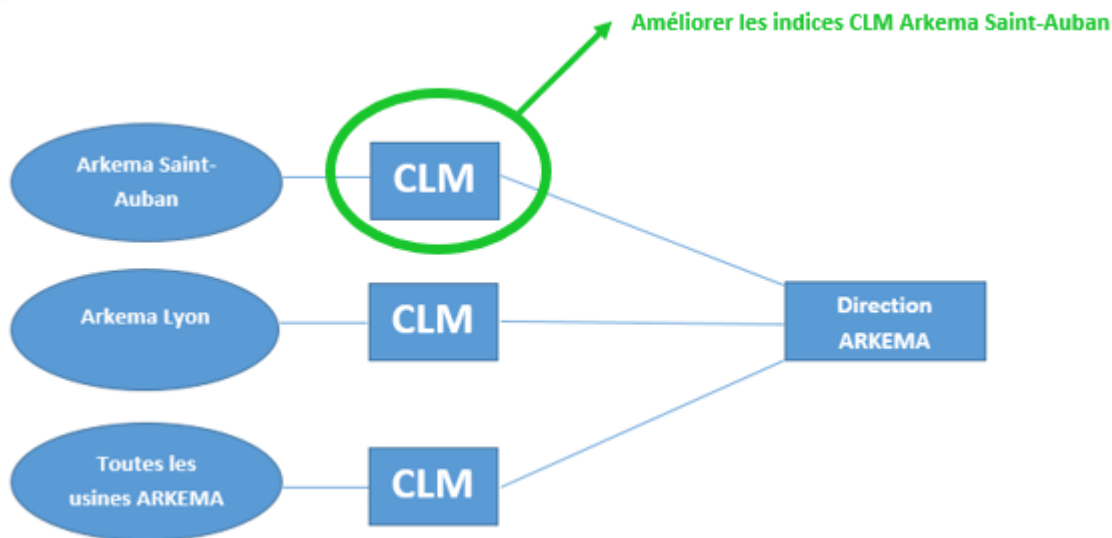 Améliorer les indices CLM Arkema Saint-Auban
Arkema Saint-
Auban
CLM
Arkema Lyon
CLM
Direction
ARKEMA
Toutes les
usines ARKEMA
CLM